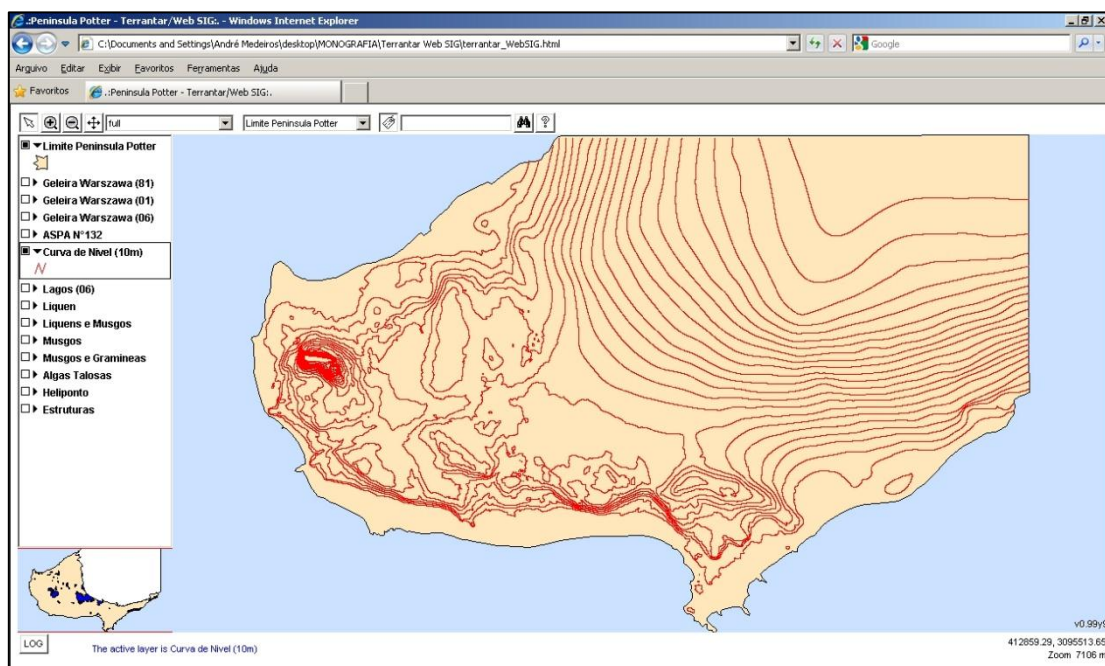 .:Peninsula Potter - Terrantar/Web SIG:. - Windows Internet Explorer
C:\Documents and Settings\André Medeiros\desktop\MONOGRAFIA\Terrantar Web SIG\terrantar_WebSIG.html
Google
Arquivo Editar Exibir Favoritos Ferramentas Ajuda
Favoritos .:Peninsula Potter - Terrantar/Web SIG:.
full Limite Peninsula Potter ?
Limite Peninsula Potter
Geleira Warszawa (81)
Geleira Warszawa (01)
Geleira Warszawa (06)
ASPA N°132
Curva de Nivel (10m)
Lagos (06)
Liquen
Liquens e Musgos
Musgos
Musgos e Gramineas
Algas Talosas
Heliponto
Estruturas
v0.99y9
LOG
The active layer is Curva de Nivel (10m)
412859.29, 3095513.65
Zoom 7106 m